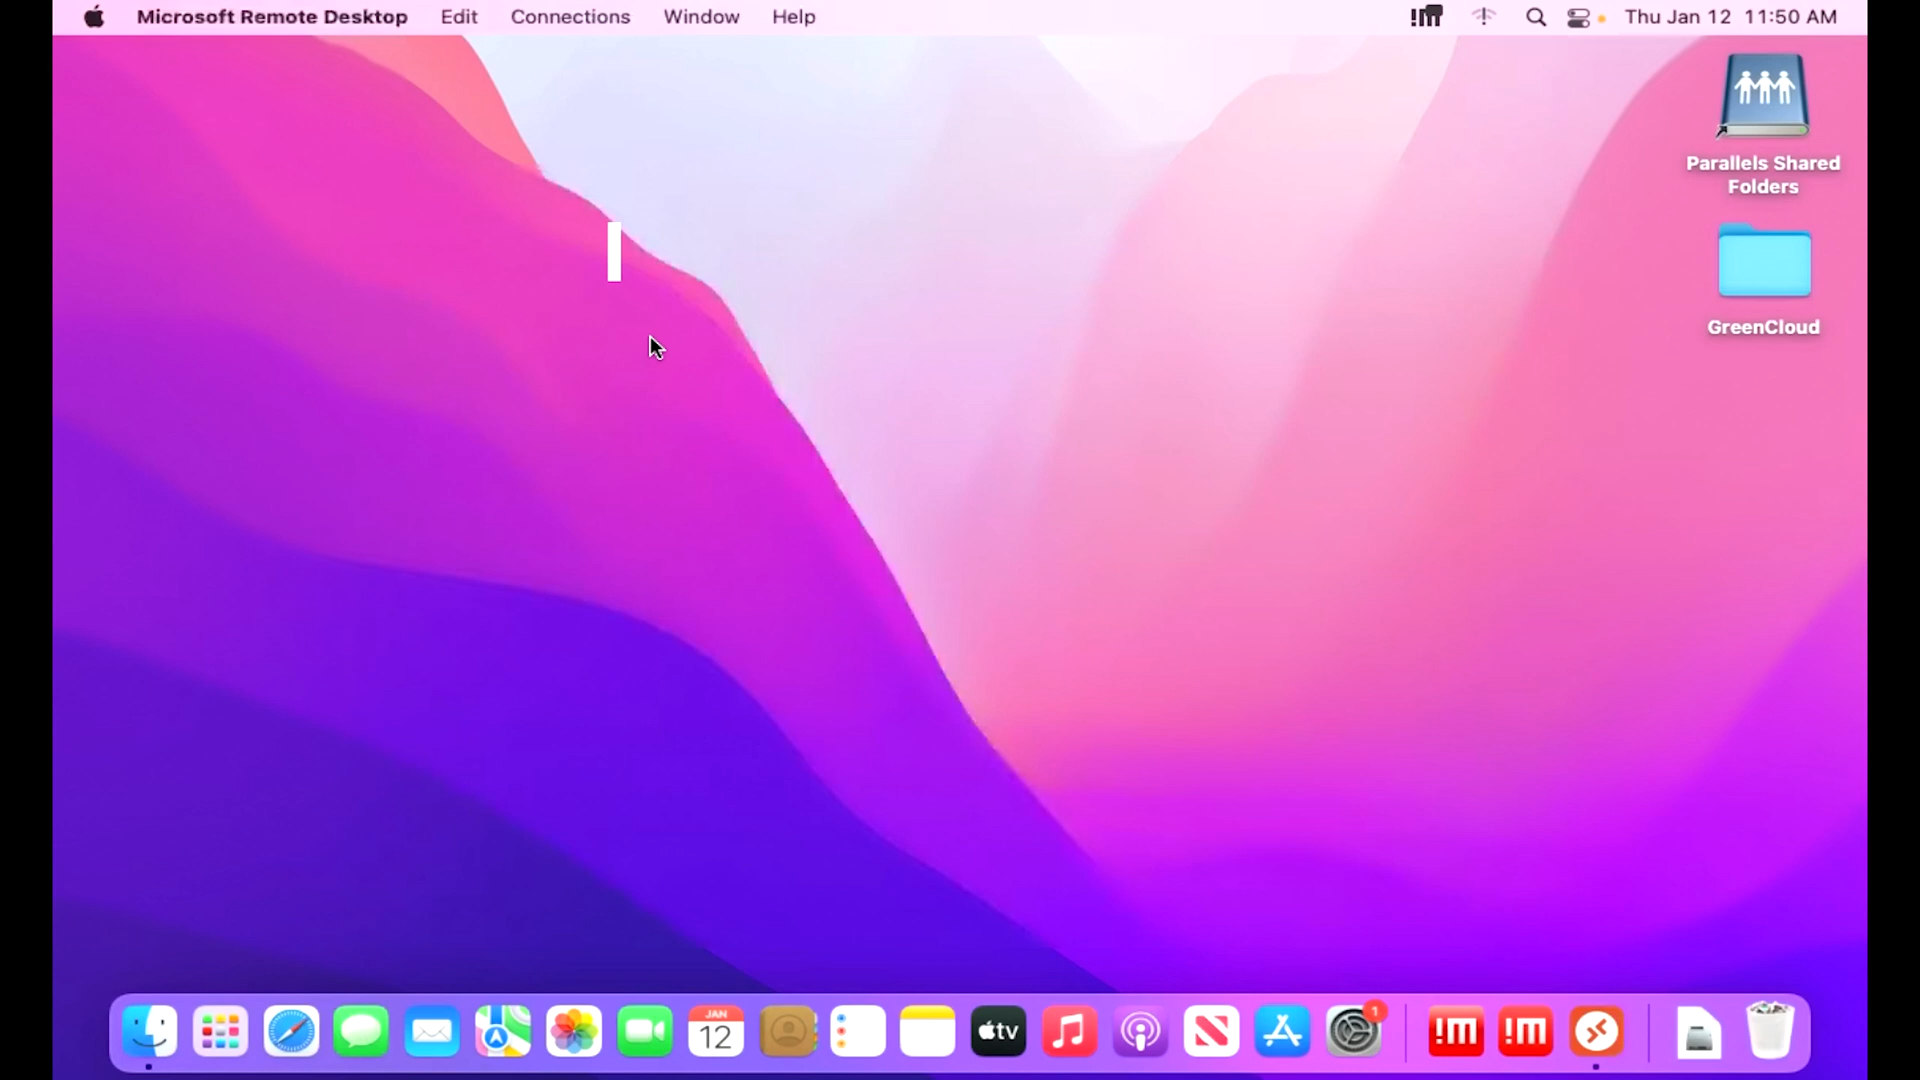 Microsoft Remote Desktop Edit Connections Window Help !m Thu Jan 12 11:50 AM
Parallels Shared
Folders
GreenCloud
JAN
12
tv
1
!m
!m